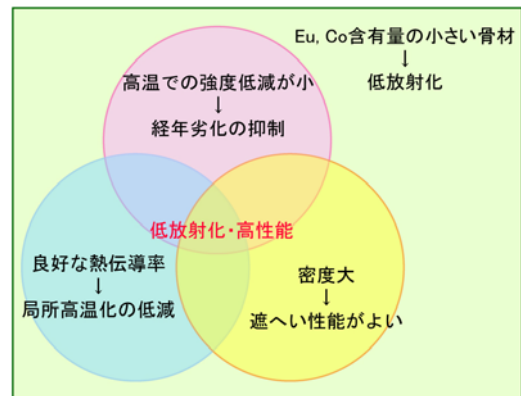 Eu, Co含有量の小さい骨材
↓
低放射化
高温での強度低減が小
↓
経年劣化の抑制
低放射化・高性能
良好な熱伝導率
↓
局所高温化の低減
密度大
↓
遮へい性能がよい